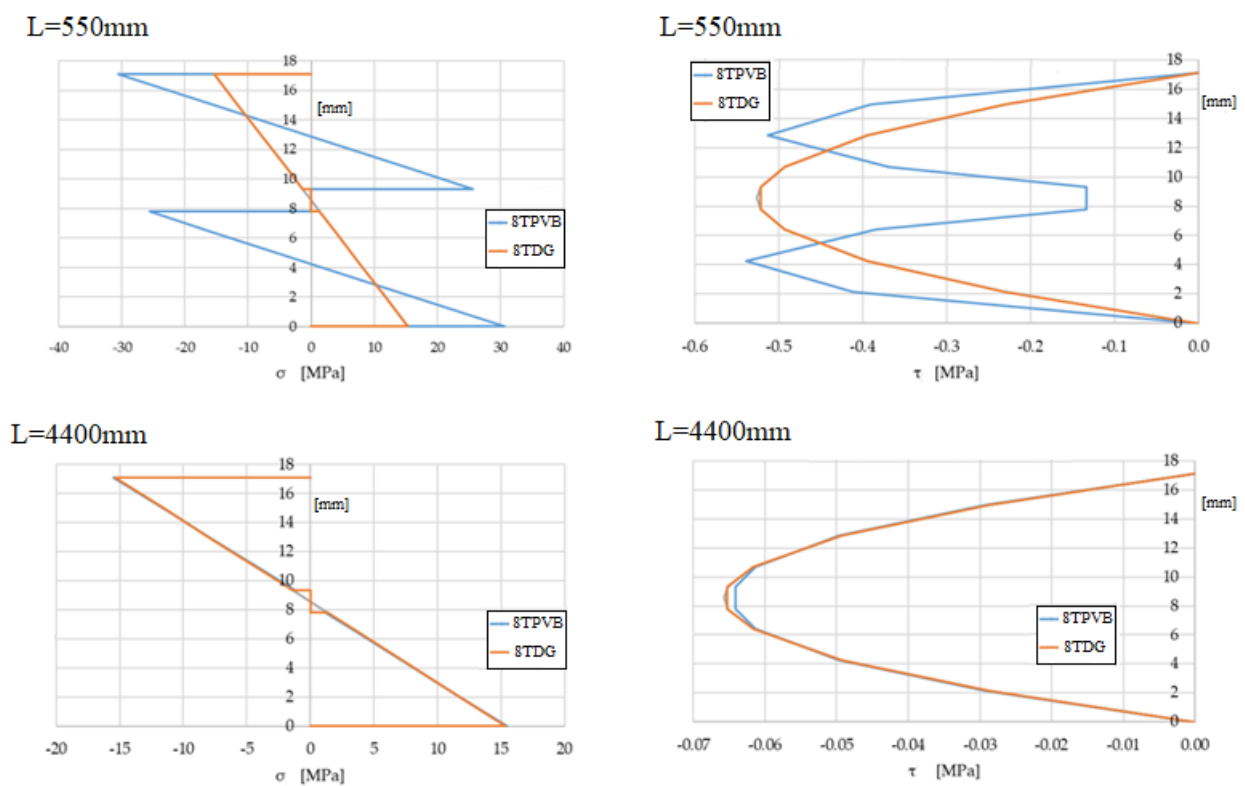 L=550mm
18
16
[mm]
14
12
10
8
6
4
2
0
8TPVB
8TDG
-40 -30 -20 -10 0 10 20 30 40
σ [MPa]
L=550mm
8TPVB
8TDG
18
16
[mm]
14
12
10
8
6
4
2
0
-0.6 -0.5 -0.4 -0.3 -0.2 -0.1 0.0
τ [MPa]
L=4400mm
18
16
[mm]
14
12
10
8
6
4
2
0
8TPVB
8TDG
-20 -15 -10 -5 0 5 10 15 20
σ [MPa]
L=4400mm
18
16
[mm]
14
12
10
8
6
4
2
0
8TPVB
8TDG
-0.07 -0.06 -0.05 -0.04 -0.03 -0.02 -0.01 0.00
τ [MPa]